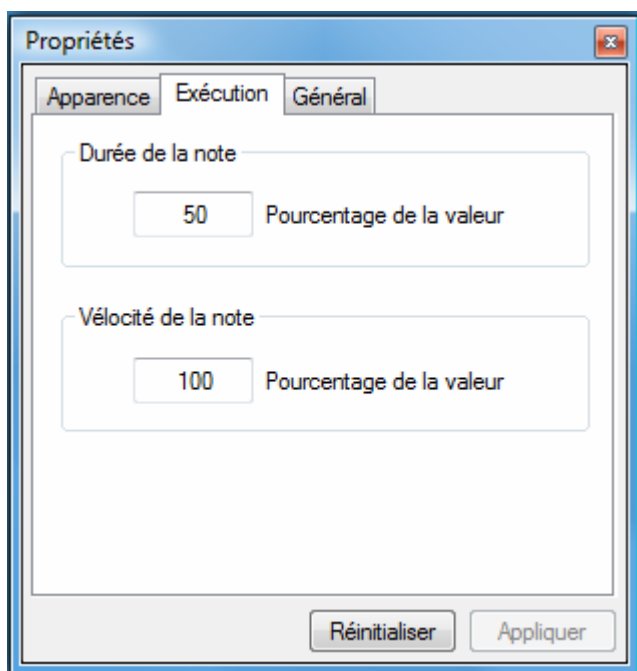 Propriétés
Apparence Exécution Général
Durée de la note
50 Pourcentage de la valeur
Vélocité de la note
100 Pourcentage de la valeur
Réinitialiser Appliquer